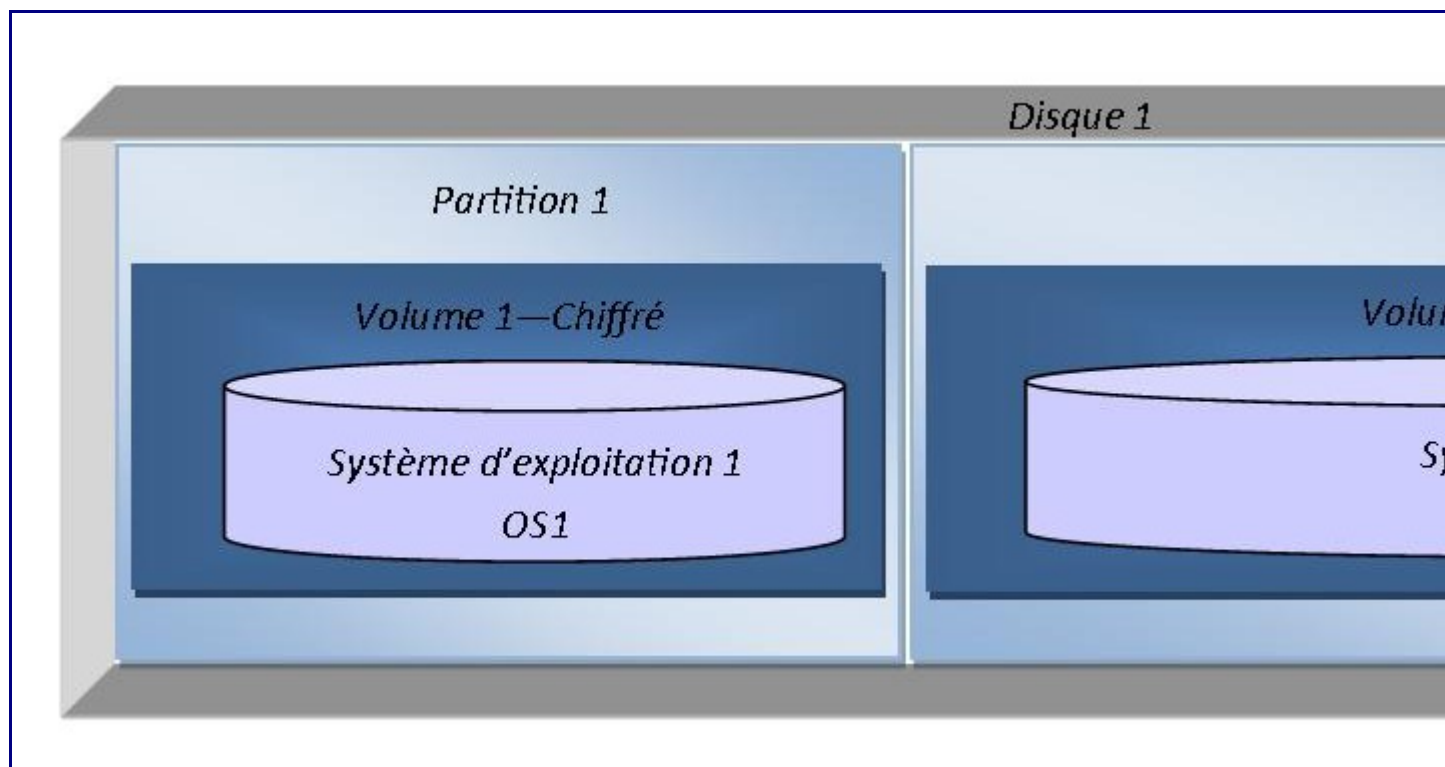 Disque 1
Partition 1
Volume 1—Chiffré
Système d'exploitation 1
OS1